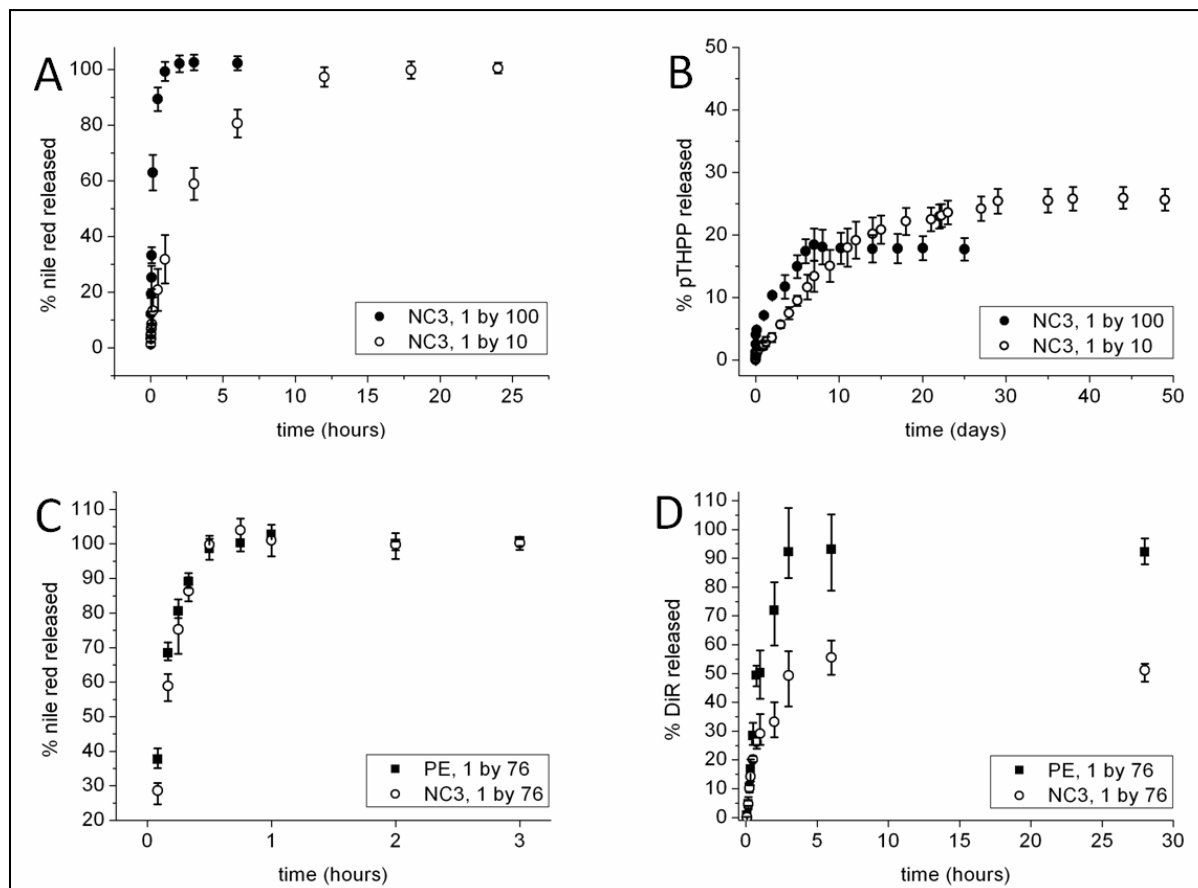 A
% nile red released
100
80
60
40
20
0
0 5 10 15 20 25
time (hours)
NC3, 1 by 100
NC3, 1 by 10
B
% pTHPP released
50
40
30
20
10
0
0 10 20 30 40 50
time (days)
NC3, 1 by 100
NC3, 1 by 10
C
% nile red released
110
100
90
80
70
60
50
40
30
20
0 1 2 3
time (hours)
PE, 1 by 76
NC3, 1 by 76
D
% DiR released
110
100
90
80
70
60
50
40
30
20
10
0
0 5 10 15 20 25 30
time (hours)
PE, 1 by 76
NC3, 1 by 76